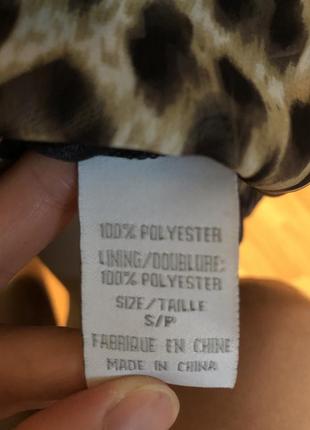 100% POLYESTER
LINING/DOUBLURE:
100% POLYESTER
SIZE/TAILLE
S/P
FABRIQUE EN CHINE
MADE IN CHINA